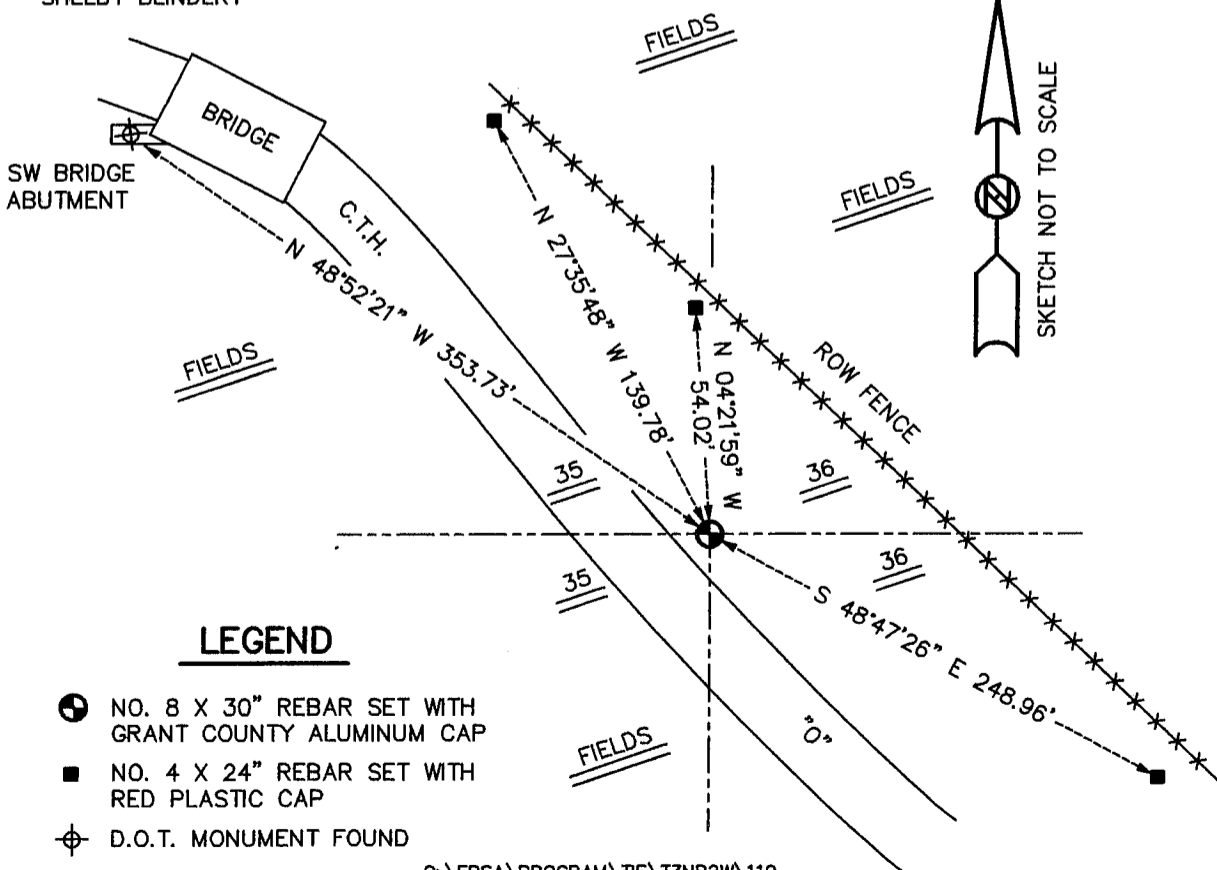 FIELDS
SKETCH NOT TO SCALE
BRIDGE
SW BRIDGE
ABUTMENT
C.T.H.
FIELDS
N
N 48°52'21" W 353.73'
N 27°35'48" W 139.78'
N 04°21'59" W
54.02'
ROW FENCE
FIELDS
35
36
35
36
S 48°47'26" E 248.96'
"O"
FIELDS
LEGEND
NO. 8 X 30" REBAR SET WITH
GRANT COUNTY ALUMINUM CAP
NO. 4 X 24" REBAR SET WITH
RED PLASTIC CAP
D.O.T. MONUMENT FOUND